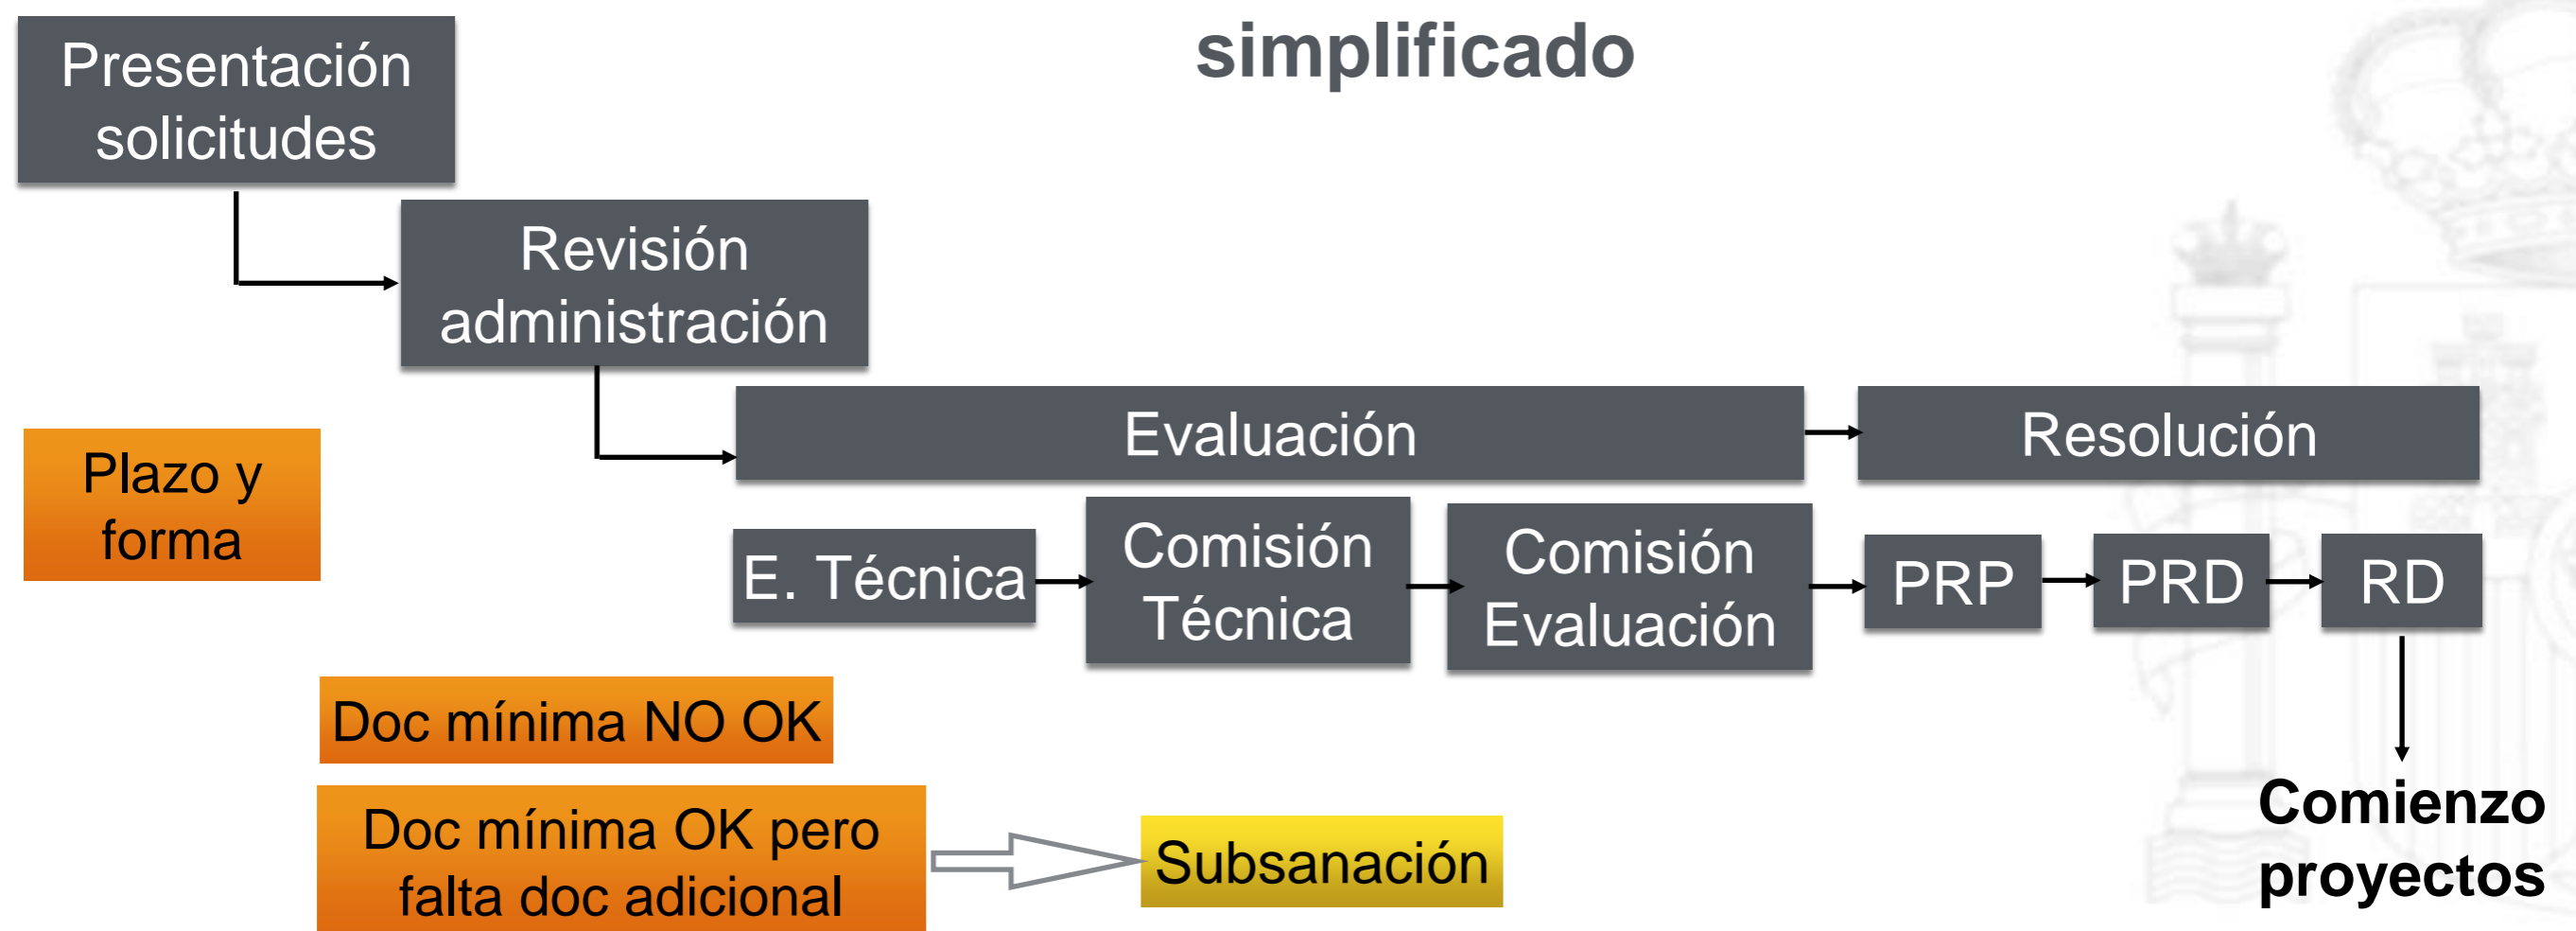 simplificado
Presentación
solicitudes
Revisión
administración
Evaluación
Resolución
Plazo y
forma
E. Técnica
Comisión
Técnica
Comisión
Evaluación
PRP
PRD
RD
Doc mínima NO OK
Doc mínima OK pero
falta doc adicional
Subsanación
Comienzo
proyectos